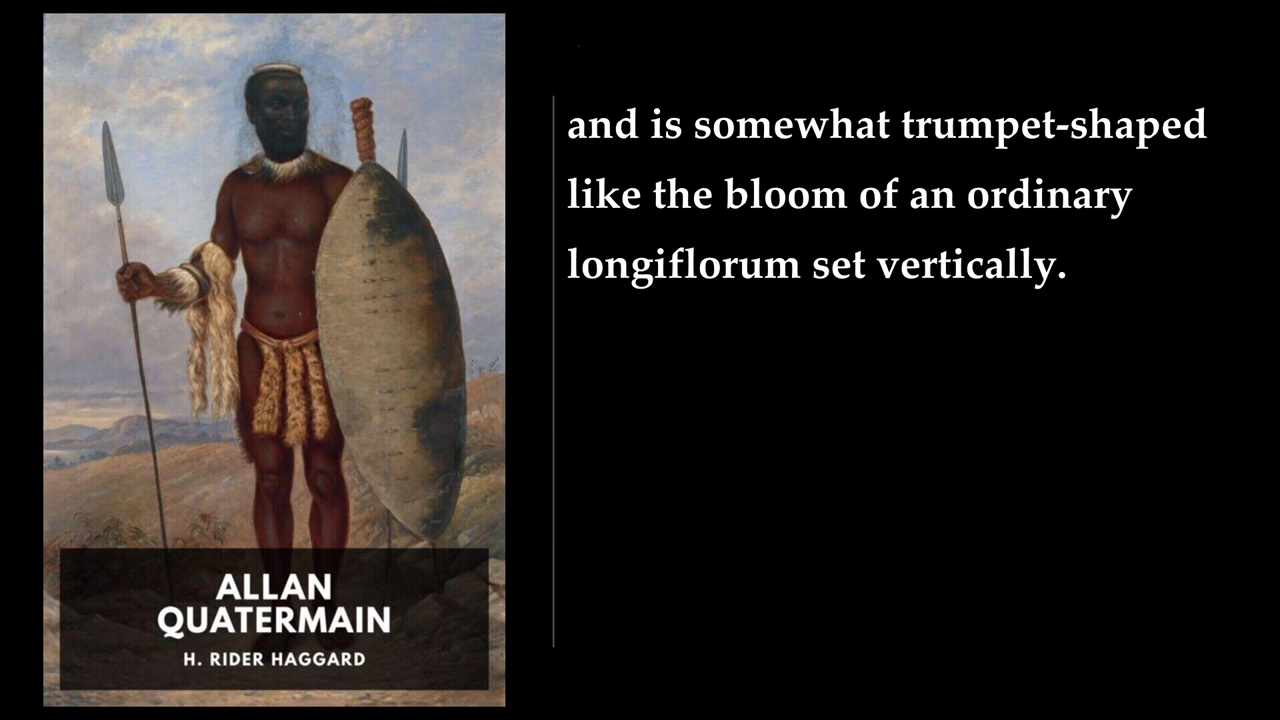 and is somewhat trumpet-shaped
like the bloom of an ordinary
longiflorum set vertically.
ALLAN
QUATERMAIN
H. RIDER HAGGARD